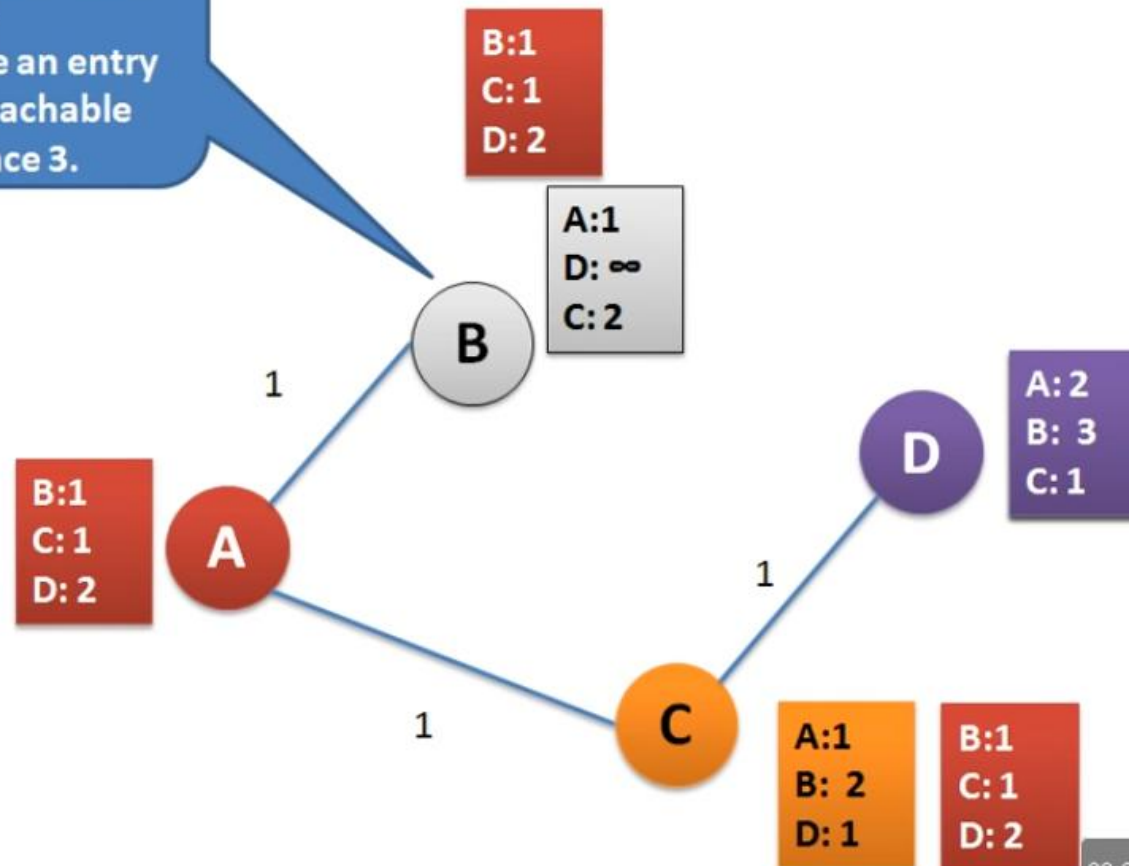 e an entry
achable
ce 3.
B:1
C: 1
D: 2
A:1
D: ∞
C: 2
B
1
A: 2
B: 3
C: 1
D
B:1
C: 1
D: 2
A
1
1
C
A:1
B: 2
D: 1
B:1
C: 1
D: 2